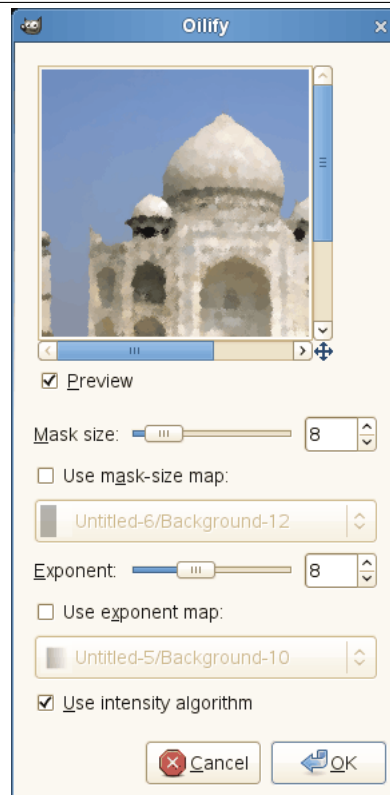 Oilify
Preview
Mask size: 8
Use mask-size map:
Untitled-6/Background-12
Exponent: 8
Use exponent map:
Untitled-5/Background-10
Use intensity algorithm
Cancel OK